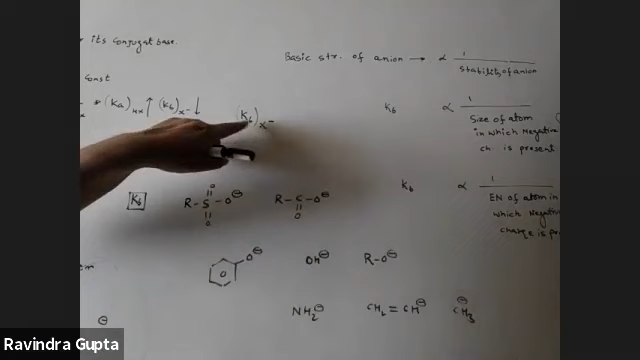 its conjugat base.
Basic str. of anion → α 1 / stability of anion
const
* (Ka)HX ↑ (Kb)X- ↓
(Kb)X-
Kb α 1 / Size of atom
in which Negative
ch. is present
Kb
R-S-O⊖
O
O
R-C-O⊖
O
Kb α 1 / EN of atom in
which Negative
charge is pres
O⊖
OH⊖
R-O⊖
NH2⊖
CH2=CH⊖
CH3⊖
⊖
Ravindra Gupta